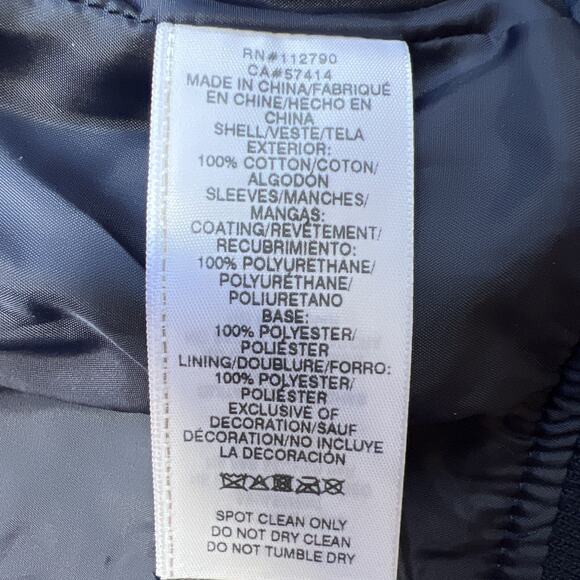 RN#112790
CA#57414
MADE IN CHINA/FABRIQUÉ
EN CHINE/HECHO EN
CHINA
SHELL/VESTE/TELA
EXTERIOR:
100% COTTON/COTON/
ALGODÓN
SLEEVES/MANCHES/
MANGAS:
COATING/REVÊTEMENT/
RECUBRIMIENTO:
100% POLYURETHANE/
POLYURÉTHANE/
POLIURETANO
BASE:
100% POLYESTER/
POLIÉSTER
LINING/DOUBLURE/FORRO:
100% POLYESTER/
POLIÉSTER
EXCLUSIVE OF
DECORATION/SAUF
DÉCORATION/NO INCLUYE
LA DECORACIÓN
SPOT CLEAN ONLY
DO NOT DRY CLEAN
DO NOT TUMBLE DRY